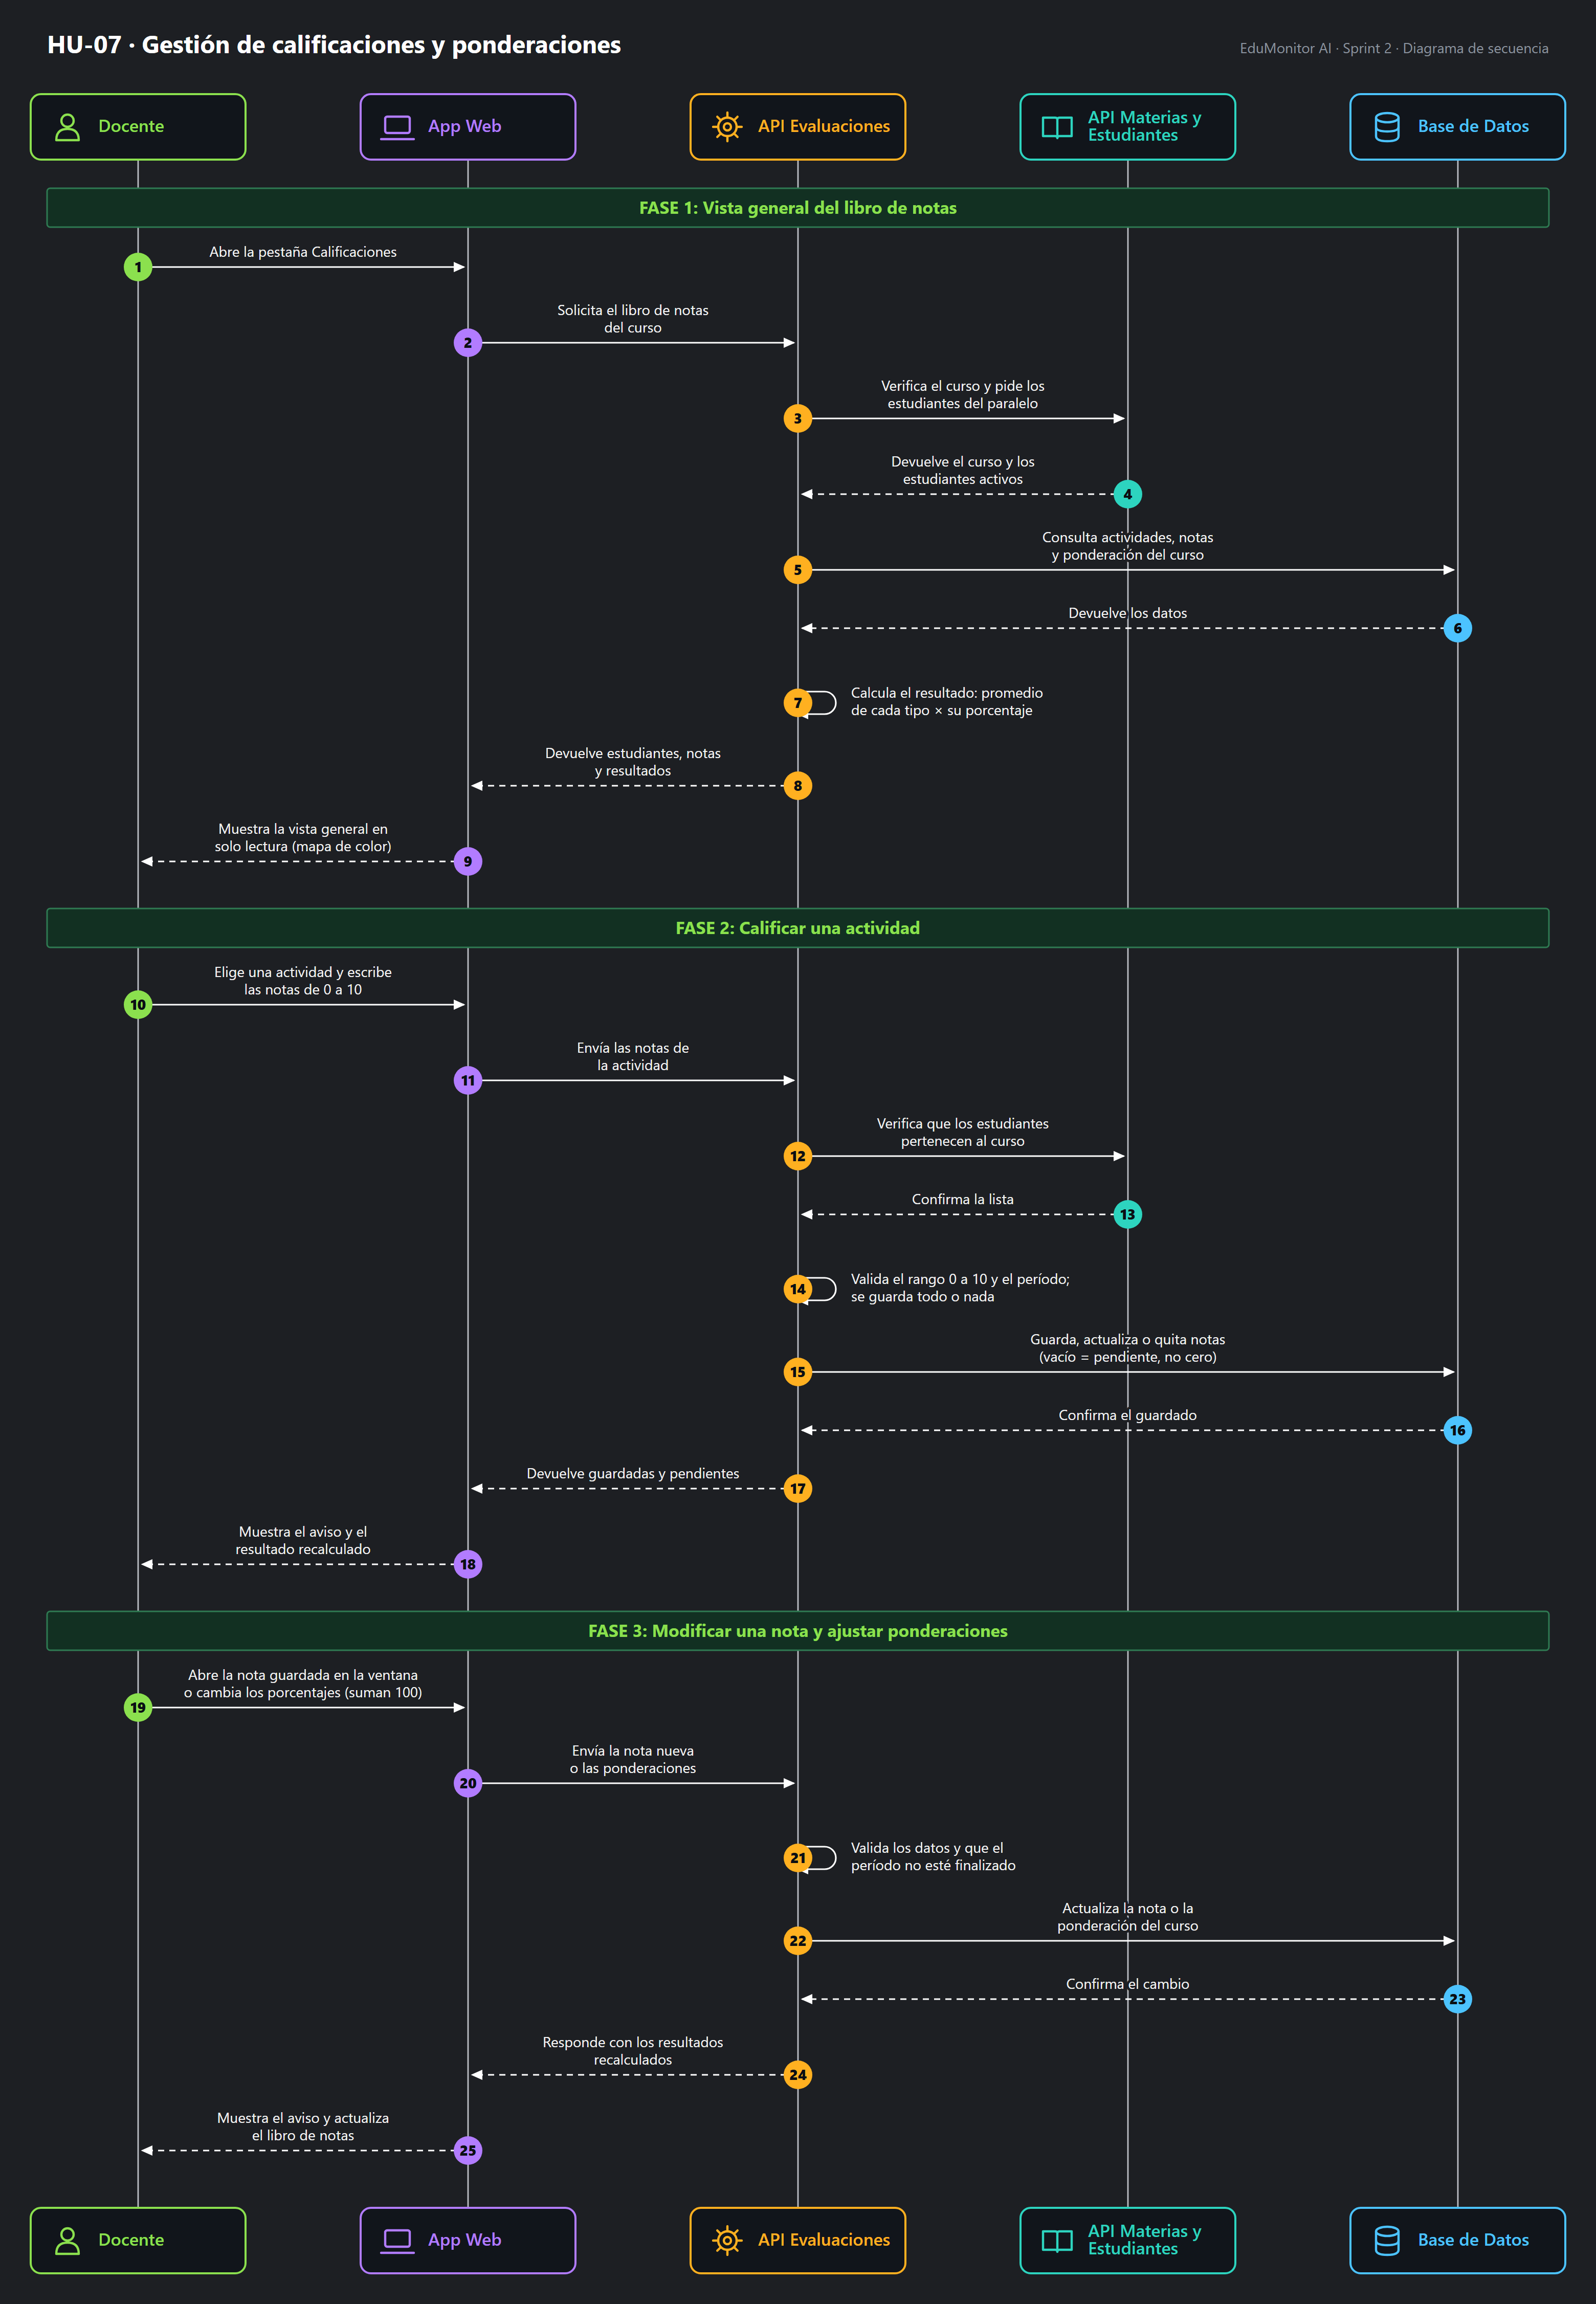 HU-07 · Gestión de calificaciones y ponderaciones
EduMonitor AI · Sprint 2 · Diagrama de secuencia
Docente
App Web
API Evaluaciones
API Materias y
Estudiantes
Base de Datos
FASE 1: Vista general del libro de notas
Abre la pestaña Calificaciones
1
Solicita el libro de notas
del curso
2
Verifica el curso y pide los
estudiantes del paralelo
3
Devuelve el curso y los
estudiantes activos
4
Consulta actividades, notas
y ponderación del curso
5
Devuelve los datos
6
7
Calcula el resultado: promedio
de cada tipo × su porcentaje
Devuelve estudiantes, notas
y resultados
8
Muestra la vista general en
solo lectura (mapa de color)
9
FASE 2: Calificar una actividad
Elige una actividad y escribe
las notas de 0 a 10
10
Envía las notas de
la actividad
11
Verifica que los estudiantes
pertenecen al curso
12
Confirma la lista
13
14
Valida el rango 0 a 10 y el período;
se guarda todo o nada
Guarda, actualiza o quita notas
(vacío = pendiente, no cero)
15
Confirma el guardado
16
Devuelve guardadas y pendientes
17
Muestra el aviso y el
resultado recalculado
18
FASE 3: Modificar una nota y ajustar ponderaciones
Abre la nota guardada en la ventana
o cambia los porcentajes (suman 100)
19
Envía la nota nueva
o las ponderaciones
20
21
Valida los datos y que el
período no esté finalizado
Actualiza la nota o la
ponderación del curso
22
Confirma el cambio
23
Responde con los resultados
recalculados
24
Muestra el aviso y actualiza
el libro de notas
25
Docente
App Web
API Evaluaciones
API Materias y
Estudiantes
Base de Datos